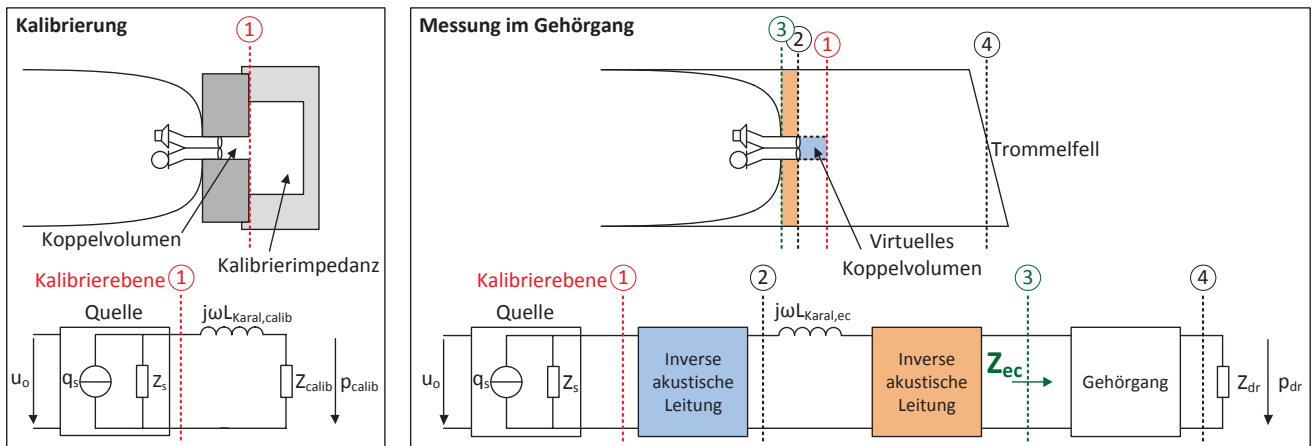 Kalibrierung
1
Koppelvolumen
Kalibrierimpedanz
Kalibrierebene 1
Quelle
jωL_Karal,calib
u_o
q_s
Z_s
Z_calib
p_calib
Messung im Gehörgang
3
2
1
4
Trommelfell
Virtuelles
Koppelvolumen
Kalibrierebene 1
2
3
4
Quelle
jωL_Karal,ec
u_o
q_s
Z_s
Inverse
akustische
Leitung
Inverse
akustische
Leitung
Z_ec
Gehörgang
Z_dr
p_dr